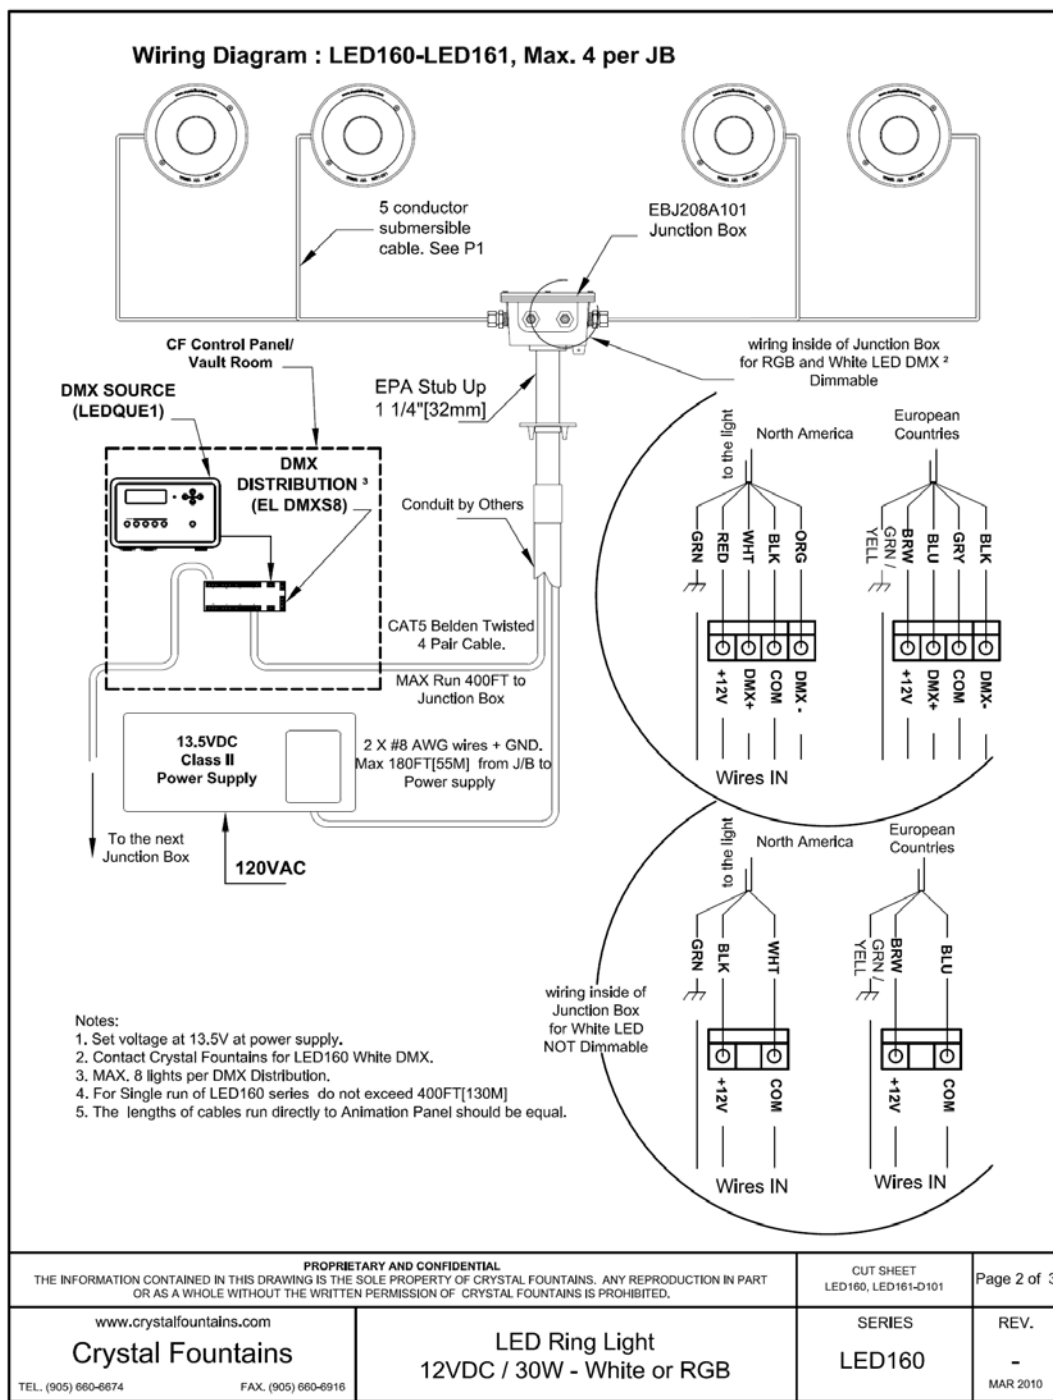 Wiring Diagram : LED160-LED161, Max. 4 per JB
5 conductor
submersible
cable. See P1
EBJ208A101
Junction Box
CF Control Panel/
Vault Room
DMX SOURCE
(LEDQUE1)
EPA Stub Up
1 1/4"[32mm]
wiring inside of Junction Box
for RGB and White LED DMX ²
Dimmable
DMX
DISTRIBUTION ³
(EL DMXS8)
Conduit by Others
to the light
North America
European
Countries
GRN
RED
WHT
BLK
ORG
GRN /
YELL
BRW
BLU
GRY
BLK
+12V
DMX+
COM
DMX -
+12V
DMX+
COM
DMX-
Wires IN
CAT5 Belden Twisted
4 Pair Cable.
MAX Run 400FT to
Junction Box
13.5VDC
Class II
Power Supply
2 X #8 AWG wires + GND.
Max 180FT[55M] from J/B to
Power supply
To the next
Junction Box
120VAC
to the light
North America
European
Countries
GRN
BLK
WHT
GRN /
YELL
BRW
BLU
wiring inside of
Junction Box
for White LED
NOT Dimmable
+12V
COM
+12V
COM
Wires IN
Wires IN
Notes:
1. Set voltage at 13.5V at power supply.
2. Contact Crystal Fountains for LED160 White DMX.
3. MAX. 8 lights per DMX Distribution.
4. For Single run of LED160 series do not exceed 400FT[130M]
5. The lengths of cables run directly to Animation Panel should be equal.
PROPRIETARY AND CONFIDENTIAL
THE INFORMATION CONTAINED IN THIS DRAWING IS THE SOLE PROPERTY OF CRYSTAL FOUNTAINS. ANY REPRODUCTION IN PART
OR AS A WHOLE WITHOUT THE WRITTEN PERMISSION OF CRYSTAL FOUNTAINS IS PROHIBITED.
CUT SHEET
LED160, LED161-D101
Page 2 of 3
www.crystalfountains.com
Crystal Fountains
TEL. (905) 660-6674
FAX. (905) 660-6916
LED Ring Light
12VDC / 30W - White or RGB
SERIES
LED160
REV.
-
MAR 2010